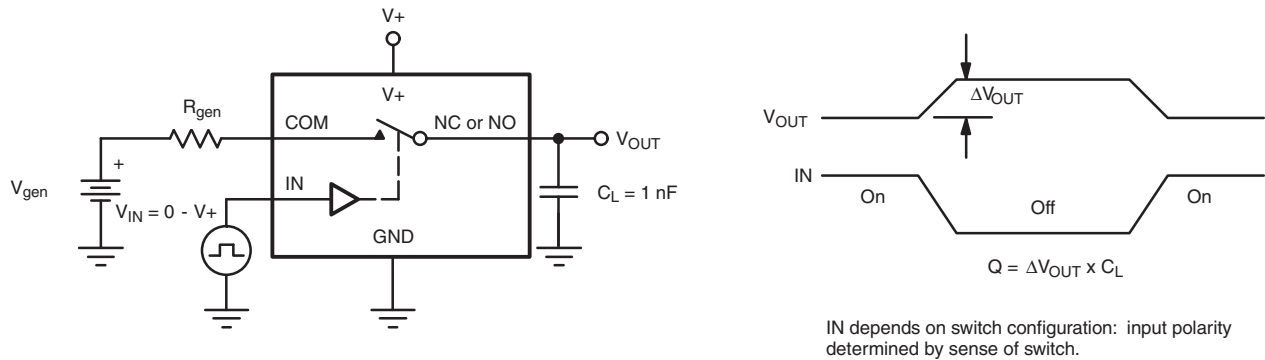 V+
V+
Rgen
COM
NC or NO
VOUT
+
Vgen
IN
VIN = 0 - V+
CL = 1 nF
GND
ΔVOUT
VOUT
IN
On
Off
On
Q = ΔVOUT x CL
IN depends on switch configuration: input polarity
determined by sense of switch.